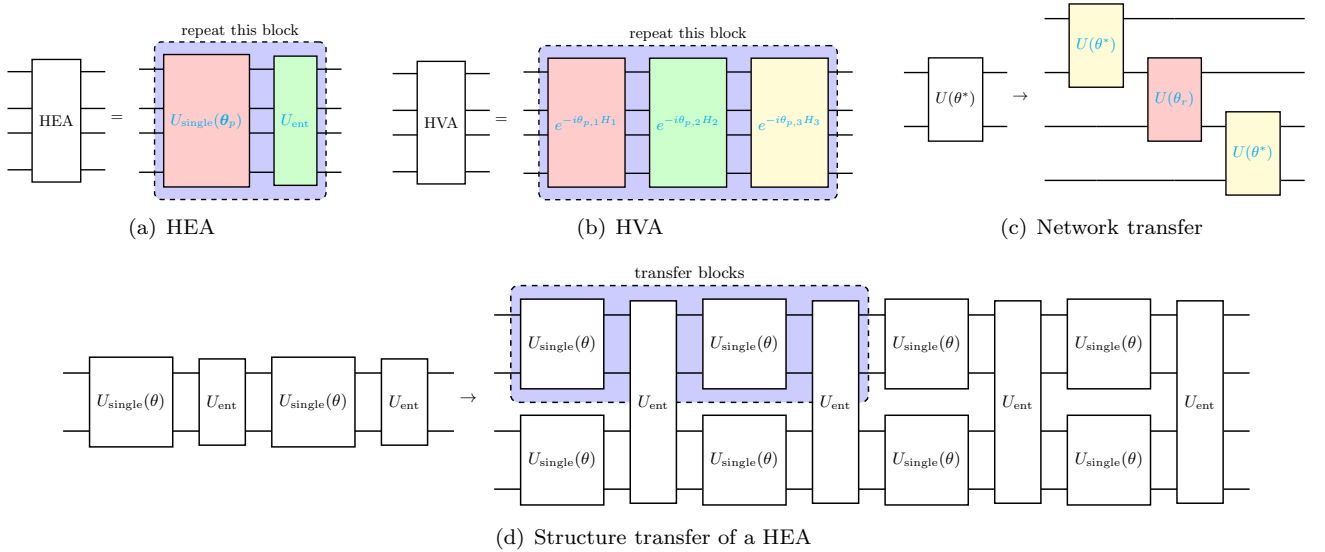 repeat this block
HEA
=
U_single(θ_p)
U_ent
(a) HEA
repeat this block
HVA
=
e^{-iθ_{p,1}H_1}
e^{-iθ_{p,2}H_2}
e^{-iθ_{p,3}H_3}
(b) HVA
U(θ*)
→
U(θ*)
U(θ_r)
U(θ*)
(c) Network transfer
U_single(θ)
U_ent
U_single(θ)
U_ent
→
transfer blocks
U_single(θ)
U_single(θ)
U_single(θ)
U_single(θ)
U_ent
U_ent
U_ent
U_ent
U_single(θ)
U_single(θ)
U_single(θ)
U_single(θ)
(d) Structure transfer of a HEA